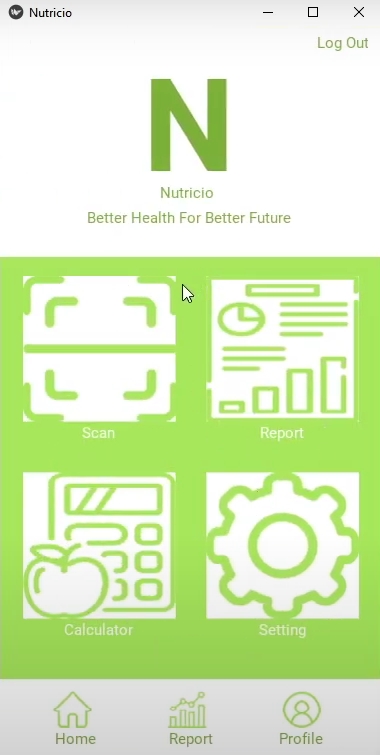 Nutricio
Log Out
N
Nutricio
Better Health For Better Future
Scan
Report
Calculator
Setting
Home
Report
Profile